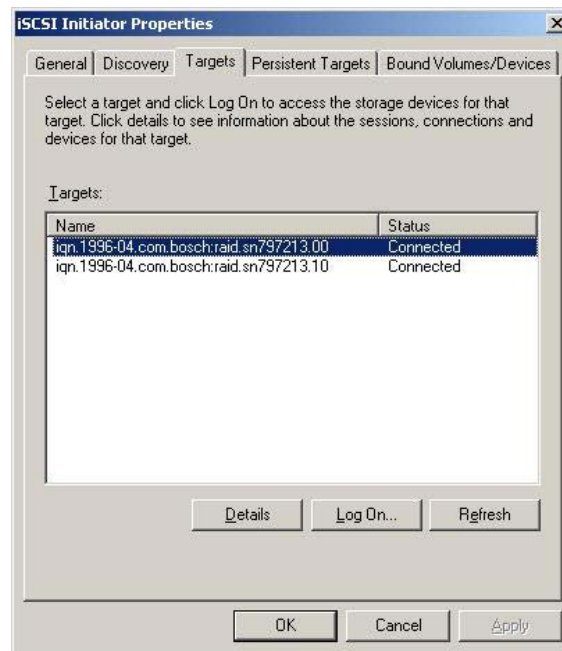 iSCSI Initiator Properties
General Discovery Targets Persistent Targets Bound Volumes/Devices
Select a target and click Log On to access the storage devices for that
target. Click details to see information about the sessions, connections and
devices for that target.
Targets:
Name Status
iqn.1996-04.com.bosch:raid.sn797213.00 Connected
iqn.1996-04.com.bosch:raid.sn797213.10 Connected
Details Log On... Refresh
OK Cancel Apply